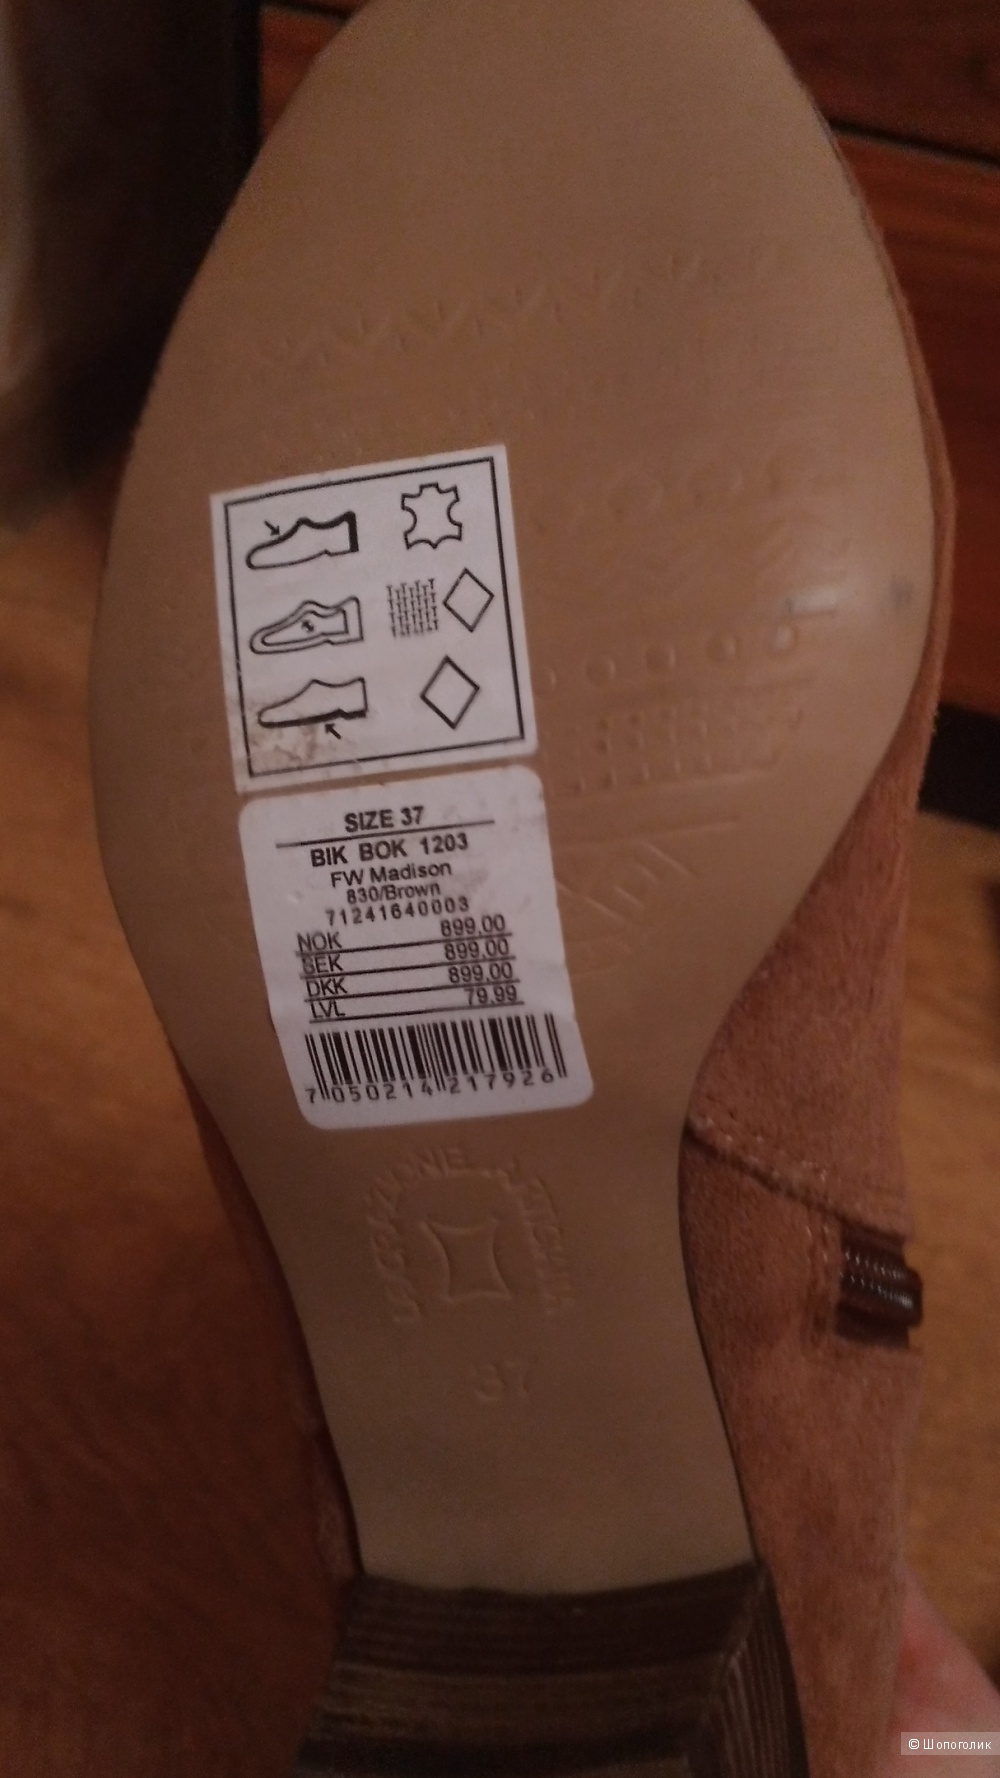 SIZE 37
BIK BOK 1203
FW Madison
830/Brown
71241640003
NOK 899,00
SEK 899,00
DKK 899,00
LVL 79,99
7 050214 217926
37
© Шопоголик